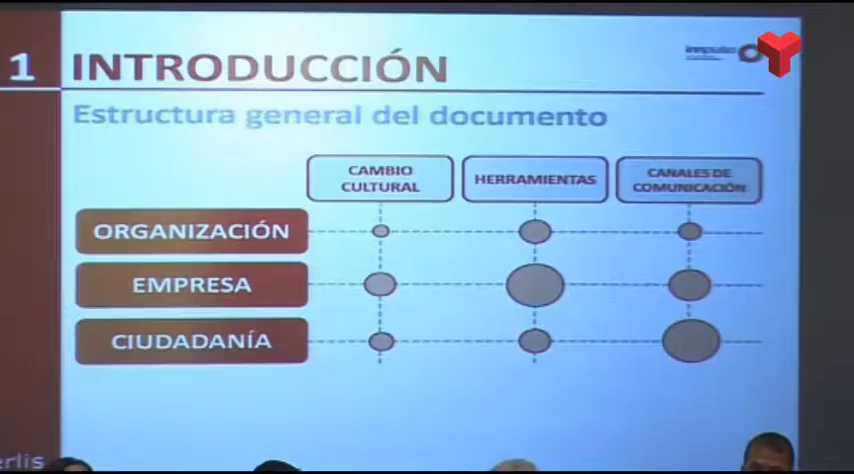 1
INTRODUCCIÓN
Estructura general del documento
CAMBIO
CULTURAL
HERRAMIENTAS
CANALES DE
COMUNICACIÓN
ORGANIZACIÓN
EMPRESA
CIUDADANÍA
erlis